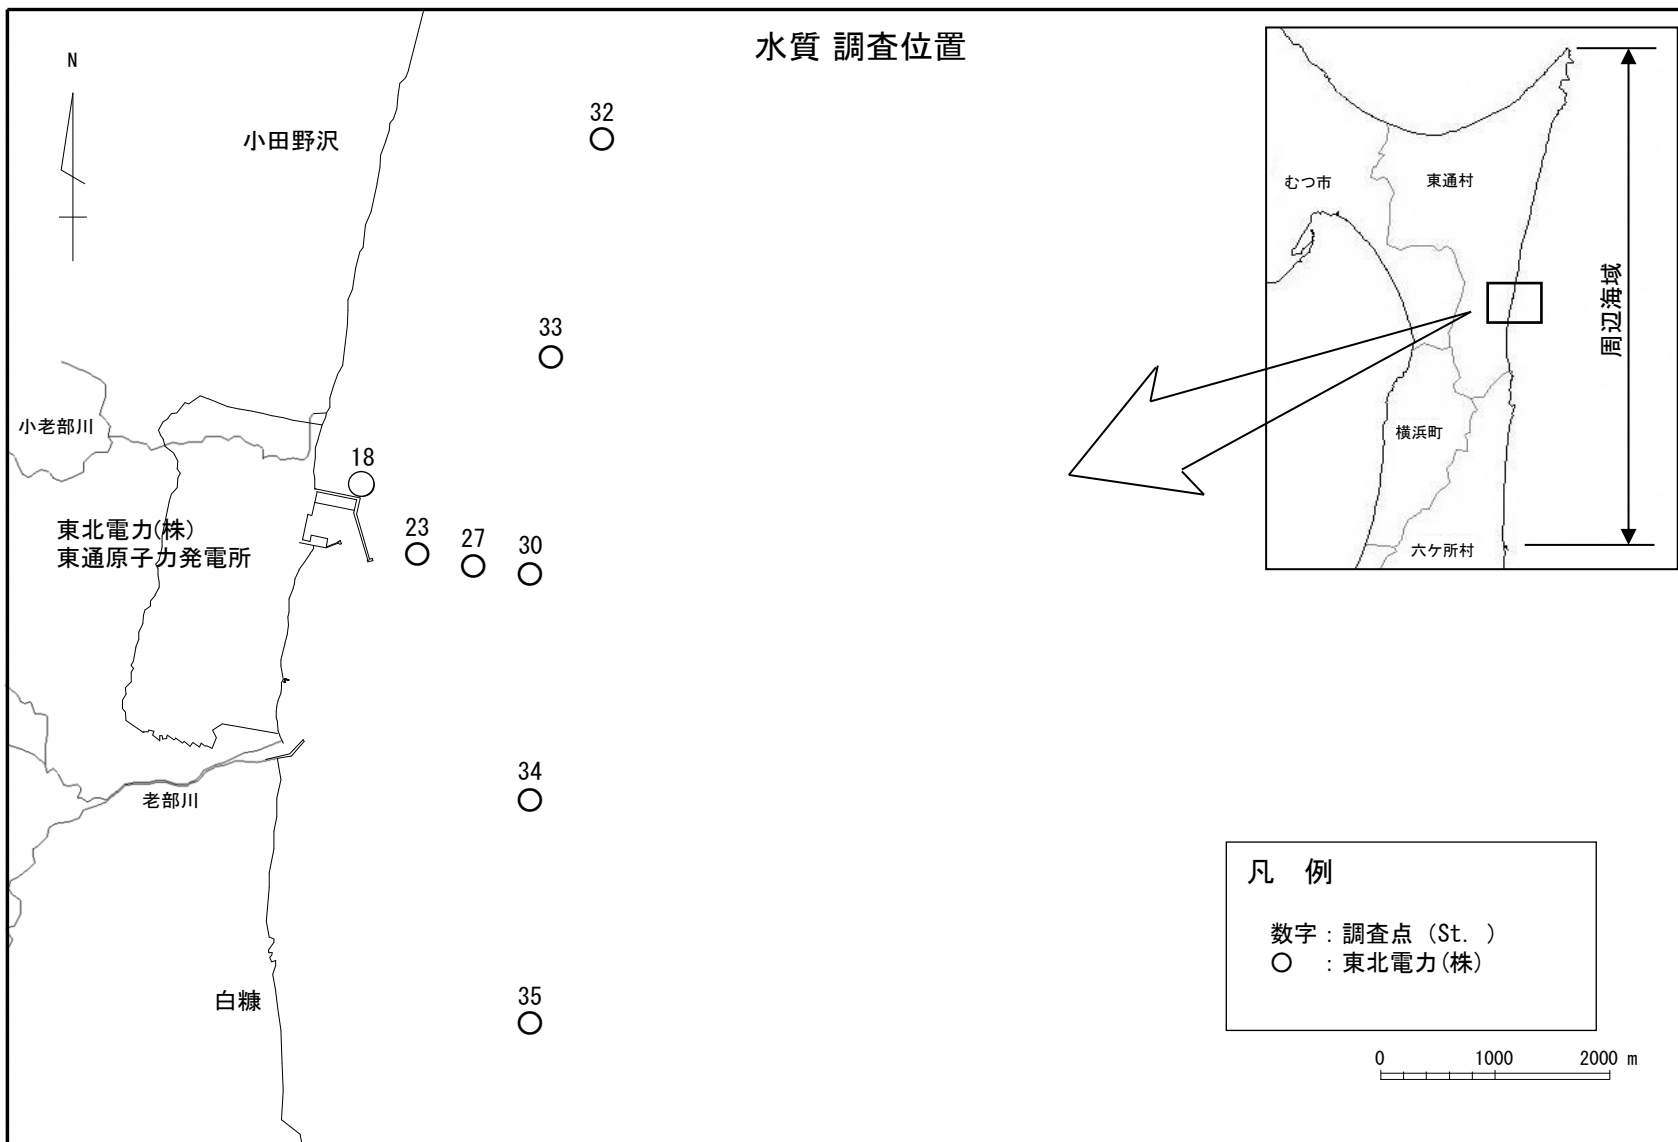 水質 調査位置
N
小田野沢
32
33
小老部川
18
東北電力(株)
東通原子力発電所
23
27
30
34
老部川
白糠
35
むつ市
東通村
周辺海域
横浜町
六ケ所村
凡 例
数字 : 調査点 (St. )
○ : 東北電力(株)
0 1000 2000 m